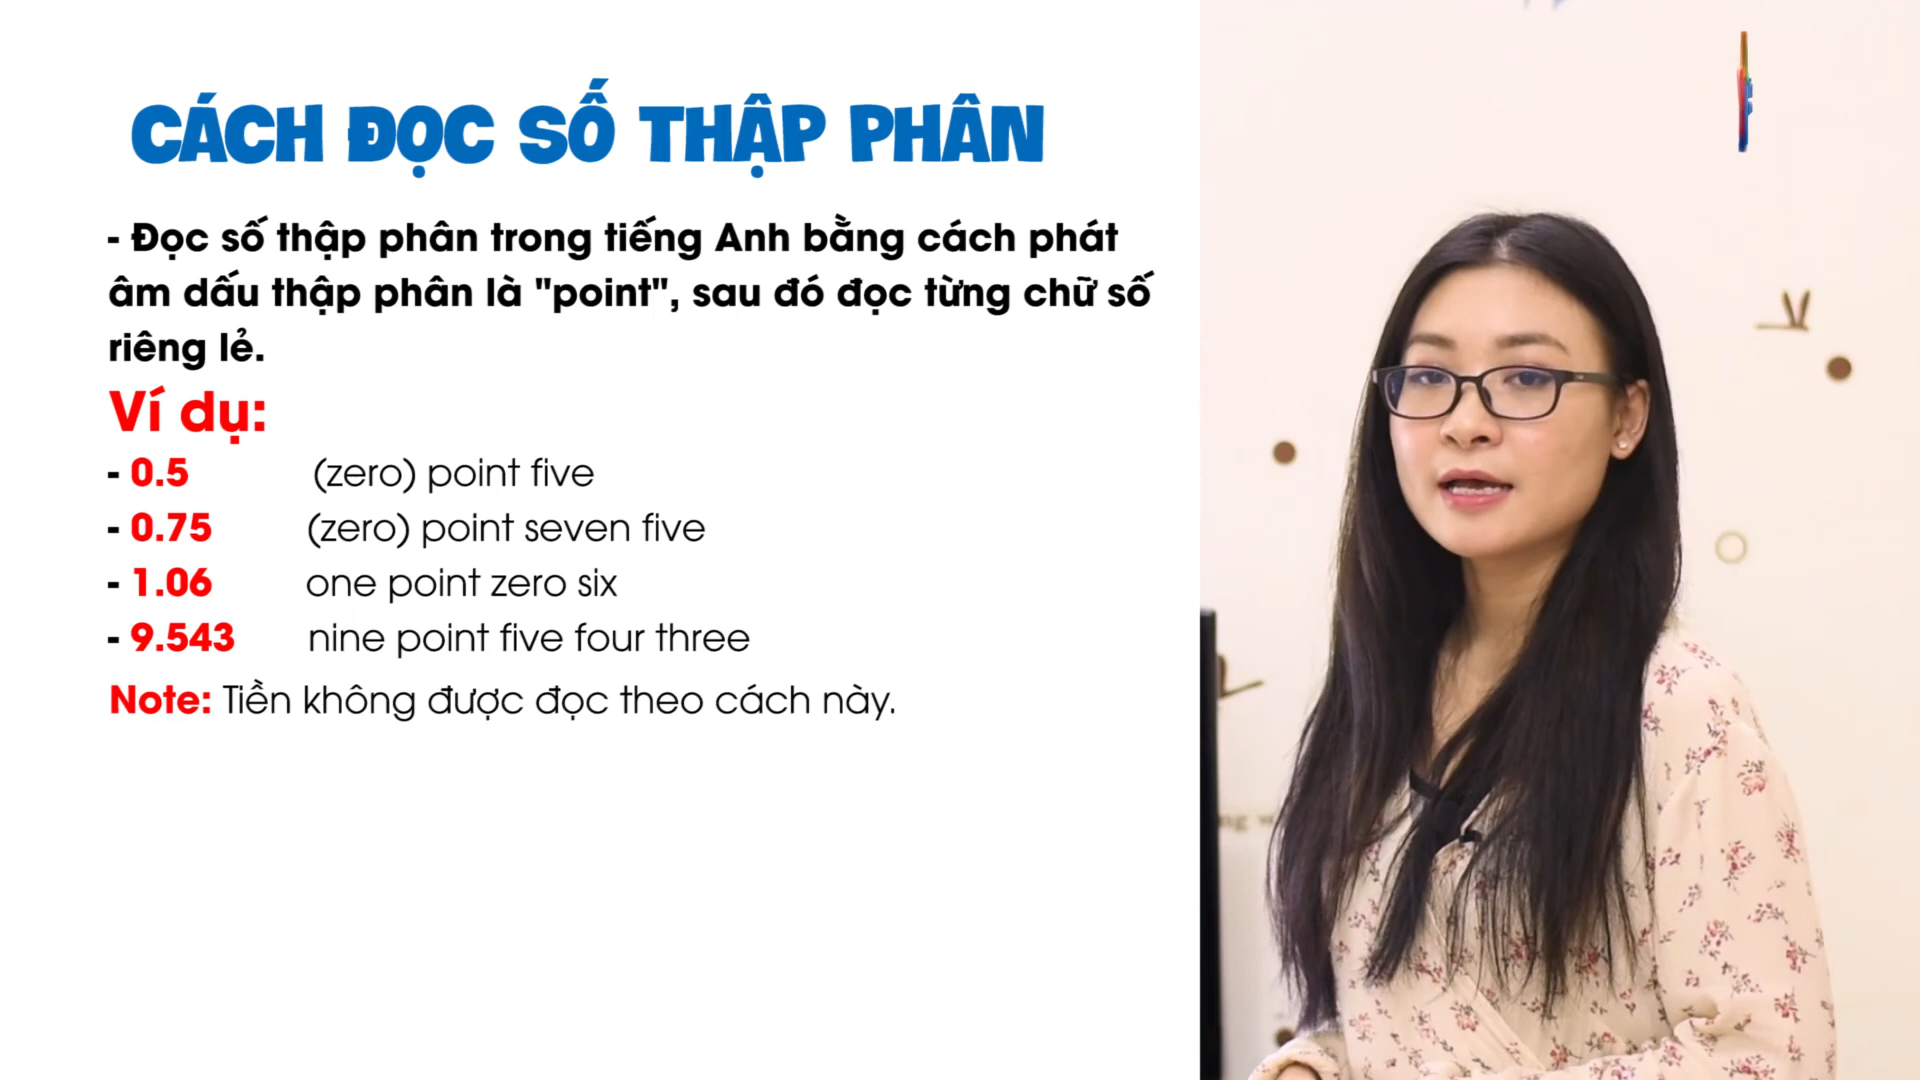 CÁCH ĐỌC SỐ THẬP PHÂN
- Đọc số thập phân trong tiếng Anh bằng cách phát
âm dấu thập phân là "point", sau đó đọc từng chữ số
riêng lẻ.
Ví dụ:
- 0.5 (zero) point five
- 0.75 (zero) point seven five
- 1.06 one point zero six
- 9.543 nine point five four three
Note: Tiền không được đọc theo cách này.